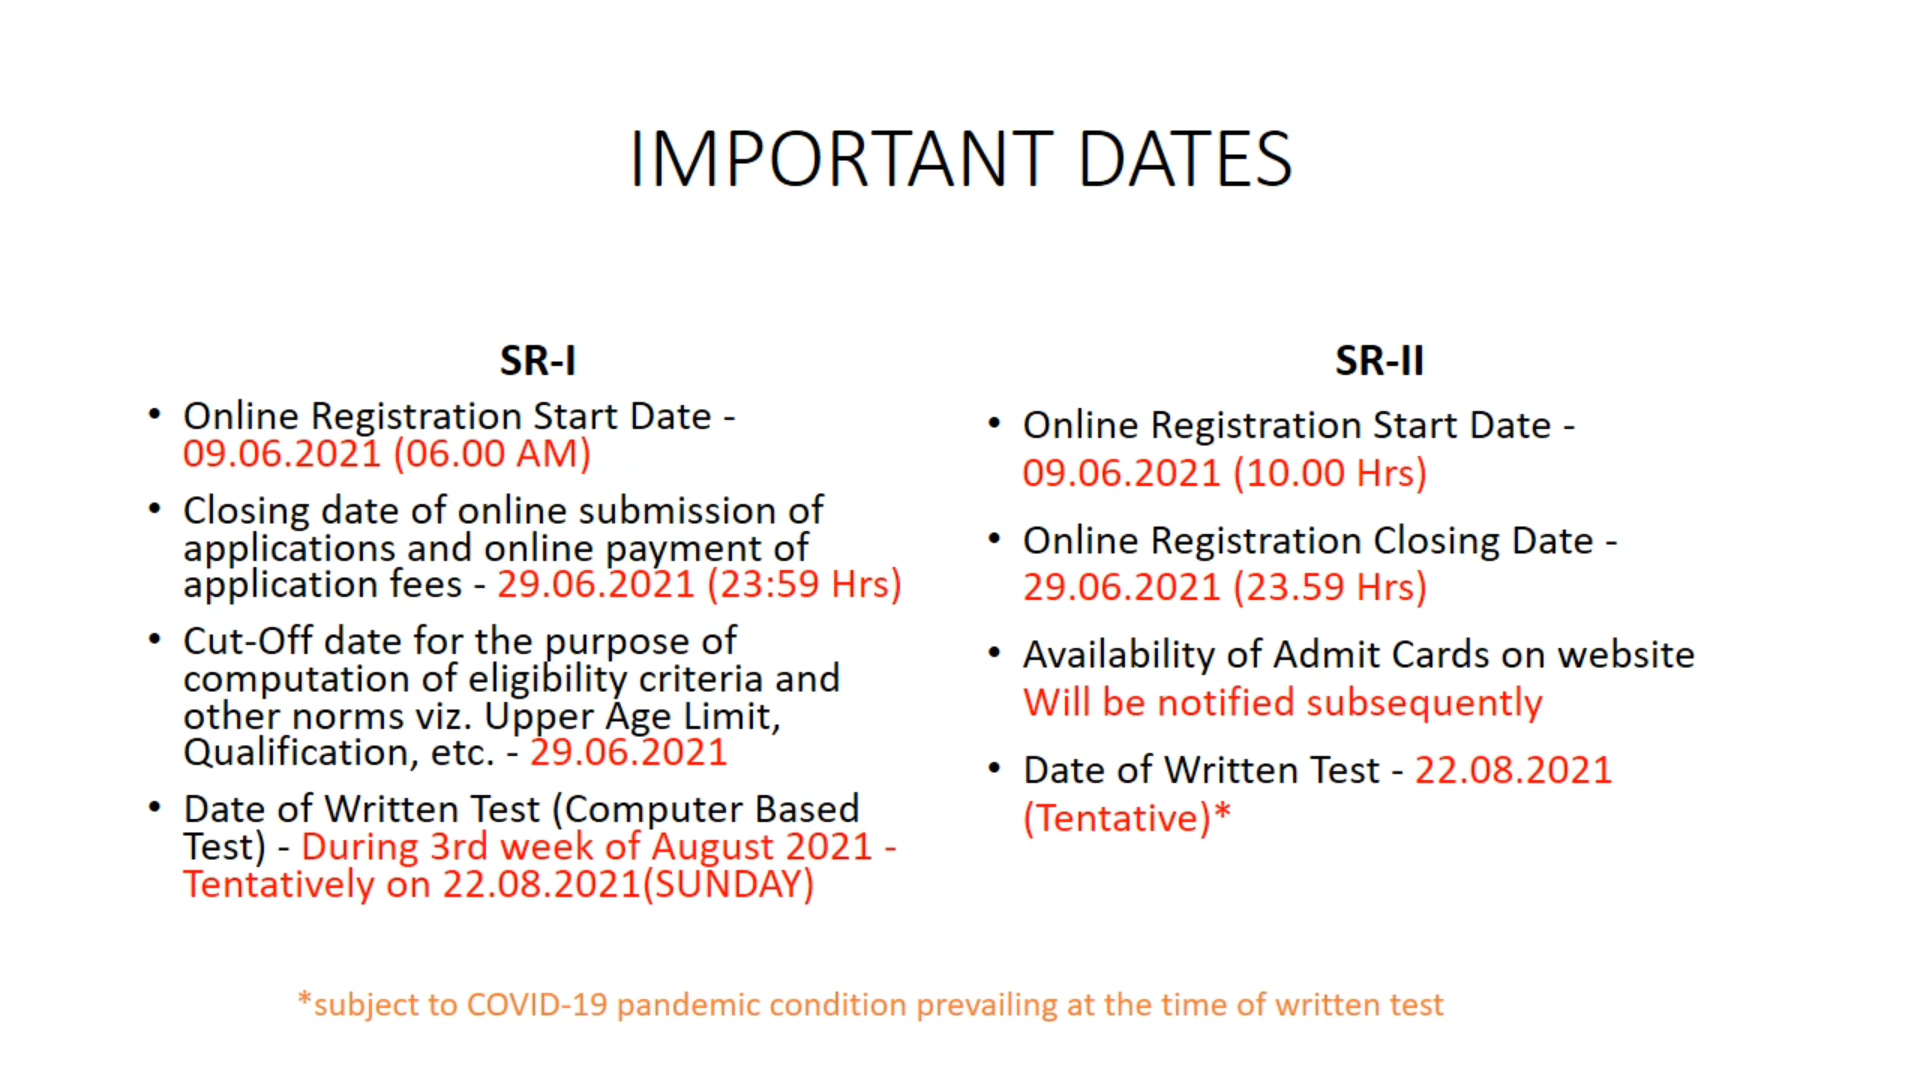 IMPORTANT DATES
SR-I
• Online Registration Start Date -
09.06.2021 (06.00 AM)
• Closing date of online submission of
applications and online payment of
application fees - 29.06.2021 (23:59 Hrs)
• Cut-Off date for the purpose of
computation of eligibility criteria and
other norms viz. Upper Age Limit,
Qualification, etc. - 29.06.2021
• Date of Written Test (Computer Based
Test) - During 3rd week of August 2021 -
Tentatively on 22.08.2021(SUNDAY)
SR-II
• Online Registration Start Date -
09.06.2021 (10.00 Hrs)
• Online Registration Closing Date -
29.06.2021 (23.59 Hrs)
• Availability of Admit Cards on website
Will be notified subsequently
• Date of Written Test - 22.08.2021
(Tentative)*
*subject to COVID-19 pandemic condition prevailing at the time of written test